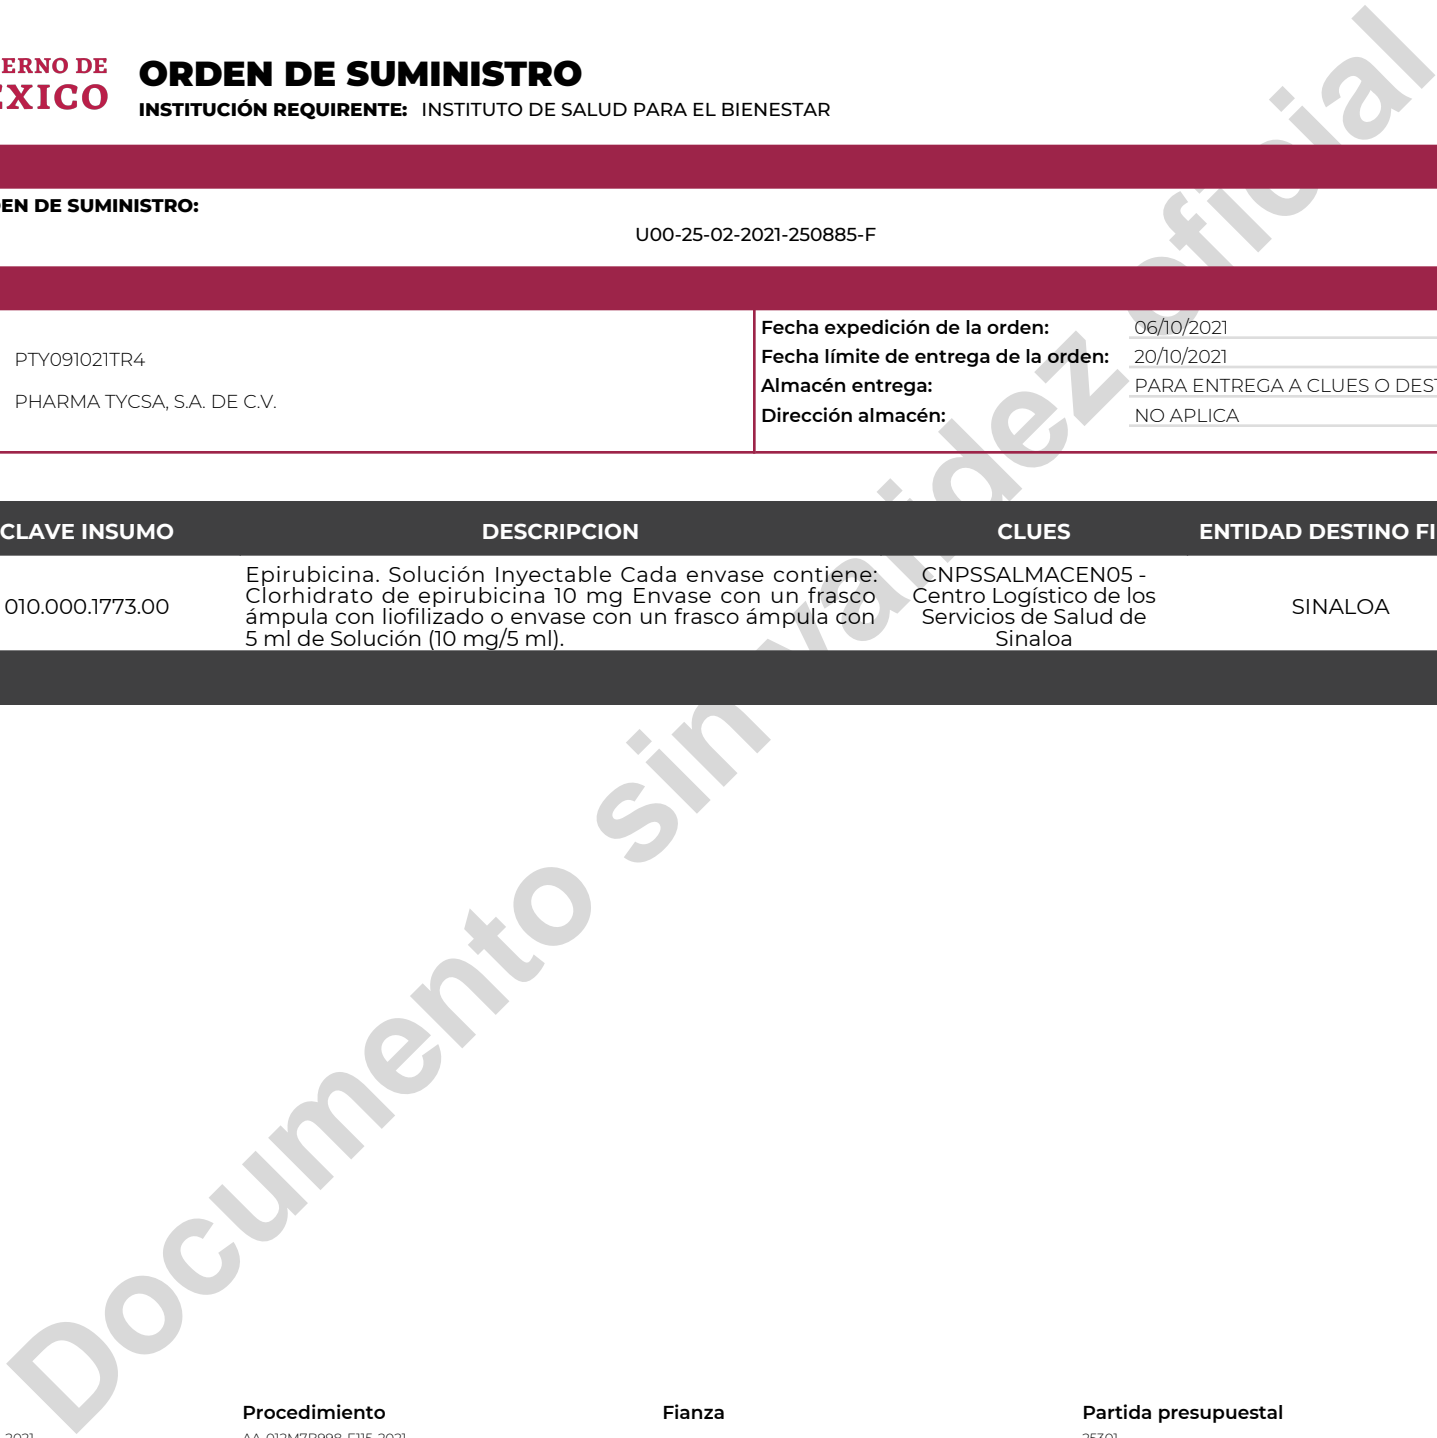 ERNO DE
EXICO
ORDEN DE SUMINISTRO
INSTITUCIÓN REQUIRENTE: INSTITUTO DE SALUD PARA EL BIENESTAR
EN DE SUMINISTRO:
U00-25-02-2021-250885-F
PTY091021TR4
PHARMA TYCSA, S.A. DE C.V.
Fecha expedición de la orden: 06/10/2021
Fecha límite de entrega de la orden: 20/10/2021
Almacén entrega: PARA ENTREGA A CLUES O DEST
Dirección almacén: NO APLICA
CLAVE INSUMO DESCRIPCION CLUES ENTIDAD DESTINO FI
010.000.1773.00
Epirubicina. Solución Inyectable Cada envase contiene:
Clorhidrato de epirubicina 10 mg Envase con un frasco
ámpula con liofilizado o envase con un frasco ámpula con
5 ml de Solución (10 mg/5 ml).
CNPSSALMACEN05 -
Centro Logístico de los
Servicios de Salud de
Sinaloa
SINALOA
Documento sin validez oficial
Procedimiento Fianza Partida presupuestal